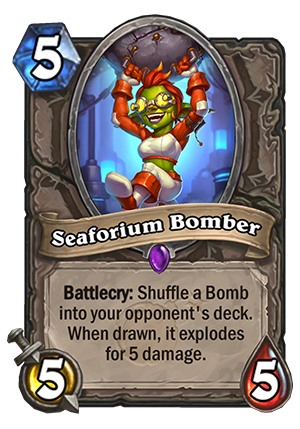 5
Seaforium Bomber
Battlecry: Shuffle a Bomb
into your opponent's deck.
When drawn, it explodes
for 5 damage.
5 5